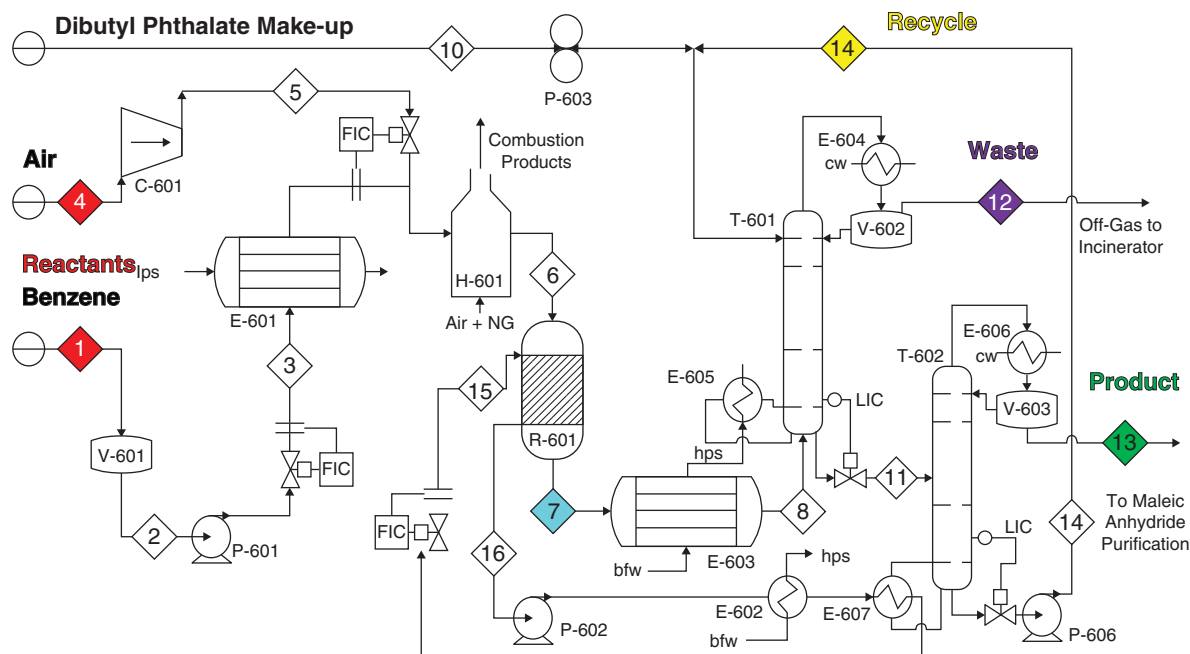 Dibutyl Phthalate Make-up
10
P-603
Recycle
14
5
FIC
Combustion
Products
E-604
cw
Waste
Air
4
C-601
12
T-601
V-602
Off-Gas to
Incinerator
Reactants
lps
Benzene
E-601
H-601
6
Air + NG
1
3
15
R-601
E-605
LIC
E-606
cw
T-602
V-603
Product
13
V-601
FIC
hps
7
8
11
To Maleic
Anhydride
Purification
2
P-601
FIC
16
bfw
E-603
hps
LIC
14
P-602
E-602
bfw
E-607
P-606